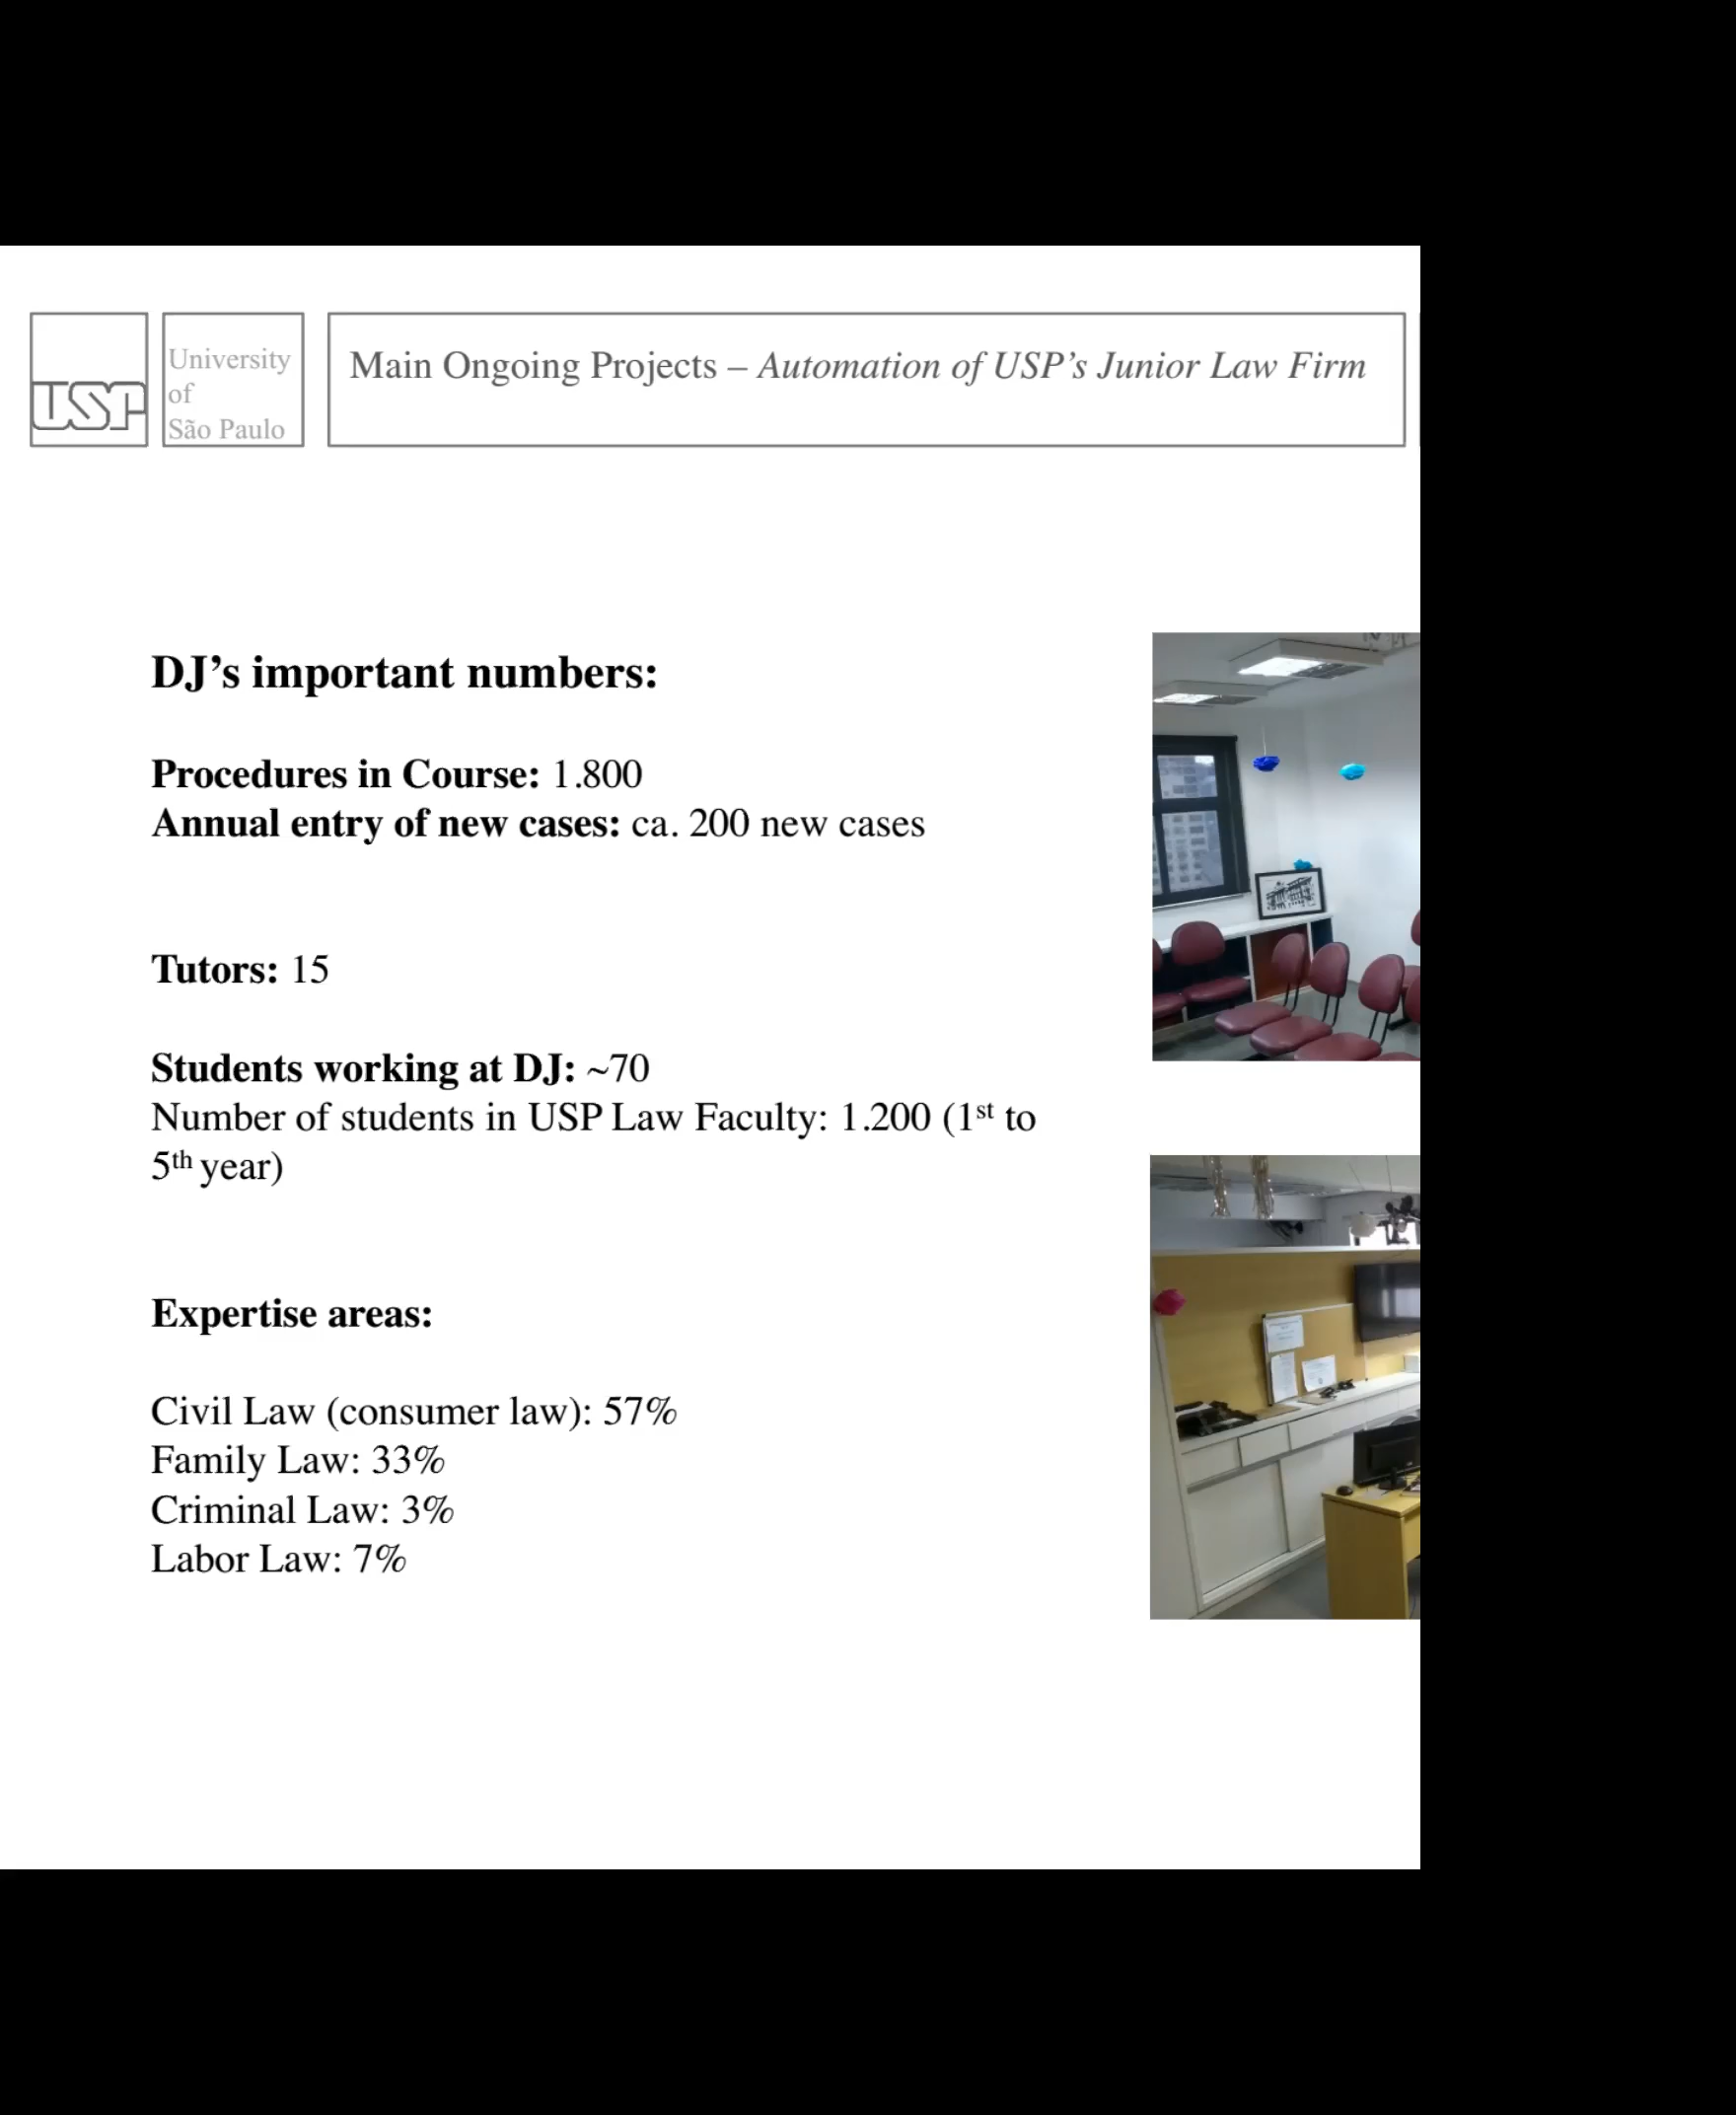 USP
University
of
São Paulo
Main Ongoing Projects – Automation of USP's Junior Law Firm
DJ's important numbers:
Procedures in Course: 1.800
Annual entry of new cases: ca. 200 new cases
Tutors: 15
Students working at DJ: ~70
Number of students in USP Law Faculty: 1.200 (1st to
5th year)
Expertise areas:
Civil Law (consumer law): 57%
Family Law: 33%
Criminal Law: 3%
Labor Law: 7%